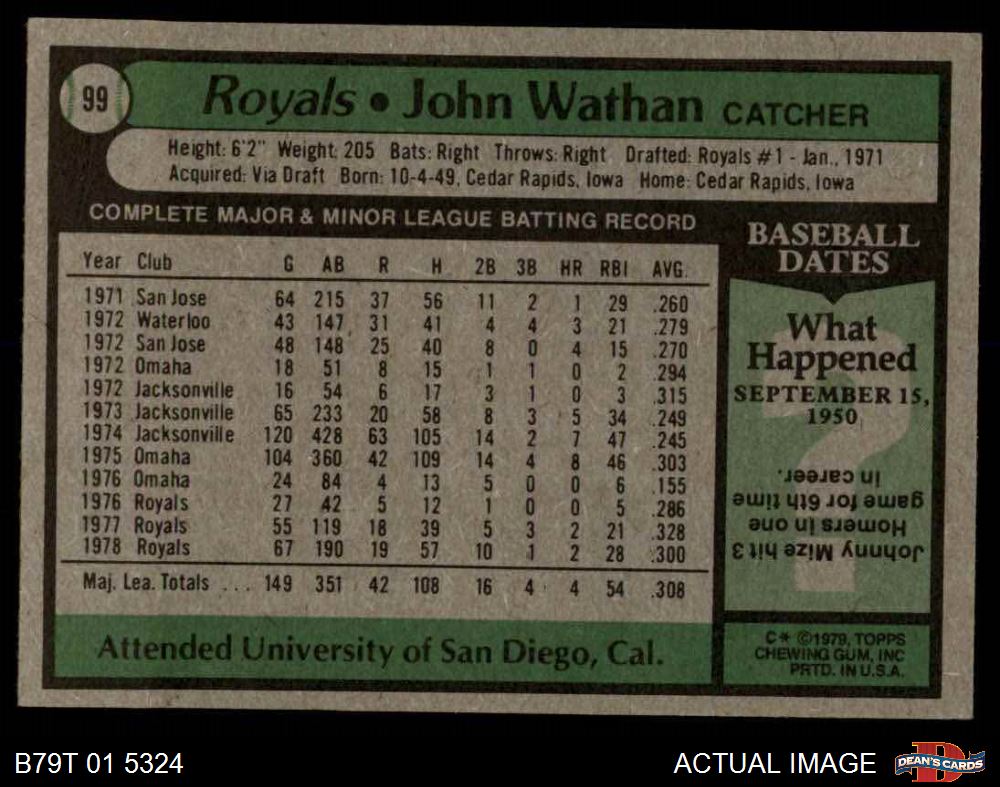 99
Royals • John Wathan CATCHER
Height: 6'2" Weight: 205 Bats: Right Throws: Right Drafted: Royals #1 - Jan., 1971
Acquired: Via Draft Born: 10-4-49, Cedar Rapids, Iowa Home: Cedar Rapids, Iowa
COMPLETE MAJOR & MINOR LEAGUE BATTING RECORD
Year Club G AB R H 2B 3B HR RBI AVG.
1971 San Jose 64 215 37 56 11 2 1 29 .260
1972 Waterloo 43 147 31 41 4 4 3 21 .279
1972 San Jose 48 148 25 40 8 0 4 15 .270
1972 Omaha 18 51 8 15 1 1 0 2 .294
1972 Jacksonville 16 54 6 17 3 1 0 3 .315
1973 Jacksonville 65 233 20 58 8 3 5 34 .249
1974 Jacksonville 120 428 63 105 14 2 7 47 .245
1975 Omaha 104 360 42 109 14 4 8 46 .303
1976 Omaha 24 84 4 13 5 0 0 6 .155
1976 Royals 27 42 5 12 1 0 0 5 .286
1977 Royals 55 119 18 39 5 3 2 21 .328
1978 Royals 67 190 19 57 10 1 2 28 .300
Maj. Lea. Totals ... 149 351 42 108 16 4 4 54 .308
Attended University of San Diego, Cal.
BASEBALL
DATES
What
Happened
SEPTEMBER 15,
1950
Johnny Mize hit 3
Homers in one
game for 6th time
in career.
C* ©1979, TOPPS
CHEWING GUM, INC
PRTD. IN U.S.A.
B79T 01 5324
ACTUAL IMAGE
DEAN'S CARDS